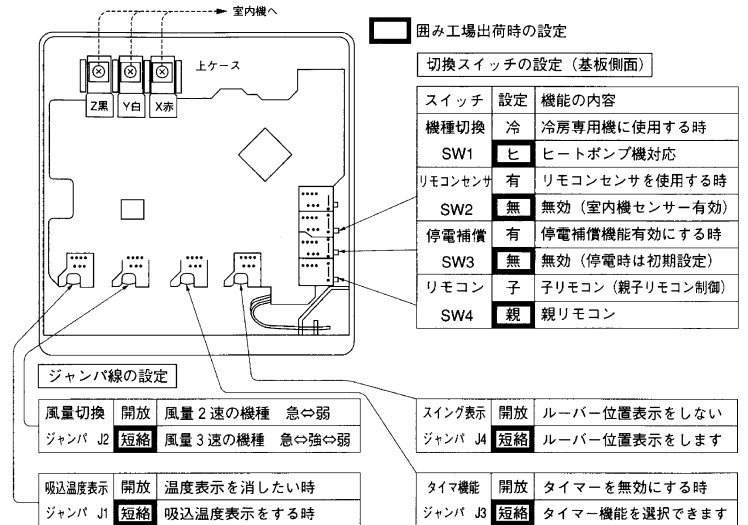 室内機へ
囲み工場出荷時の設定
上ケース
Z黒 Y白 X赤
切換スイッチの設定（基板側面）
スイッチ 設定 機能の内容
機種切換 冷 冷房専用機に使用する時
SW1 ヒ ヒートポンプ機対応
リモコンセンサ 有 リモコンセンサを使用する時
SW2 無 無効（室内機センサー有効）
停電補償 有 停電補償機能有効にする時
SW3 無 無効（停電時は初期設定）
リモコン 子 子リモコン（親子リモコン制御）
SW4 親 親リモコン
ジャンパ線の設定
風量切換 開放 風量2速の機種 急⇔弱
ジャンパ J2 短絡 風量3速の機種 急⇔強⇔弱
スイング表示 開放 ルーバー位置表示をしない
ジャンパ J4 短絡 ルーバー位置表示をします
吸込温度表示 開放 温度表示を消したい時
ジャンパ J1 短絡 吸込温度表示をする時
タイマ機能 開放 タイマーを無効にする時
ジャンパ J3 短絡 タイマー機能を選択できます